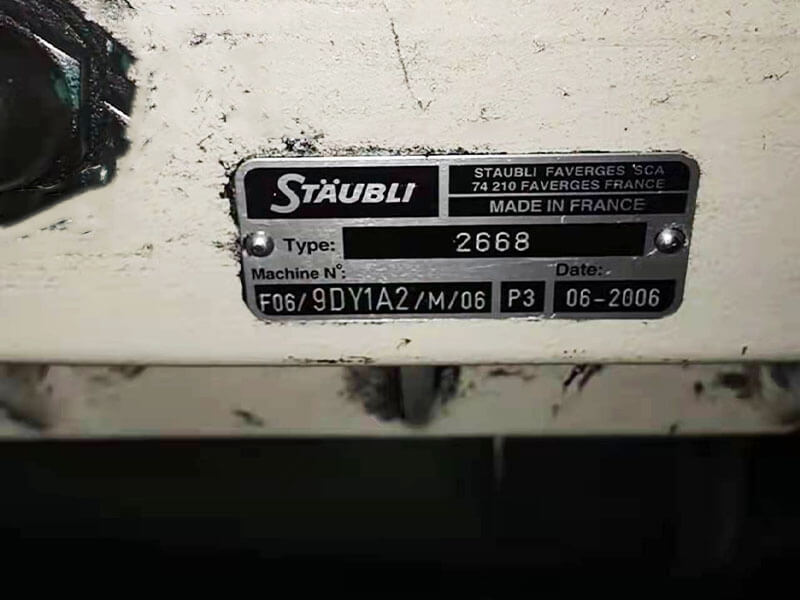 STÄUBLI
STAUBLI FAVERGES SCA
74 210 FAVERGES FRANCE
MADE IN FRANCE
Type: 2668
Machine N°:
Date:
F06/9DY1A2/M/06 P3 06-2006